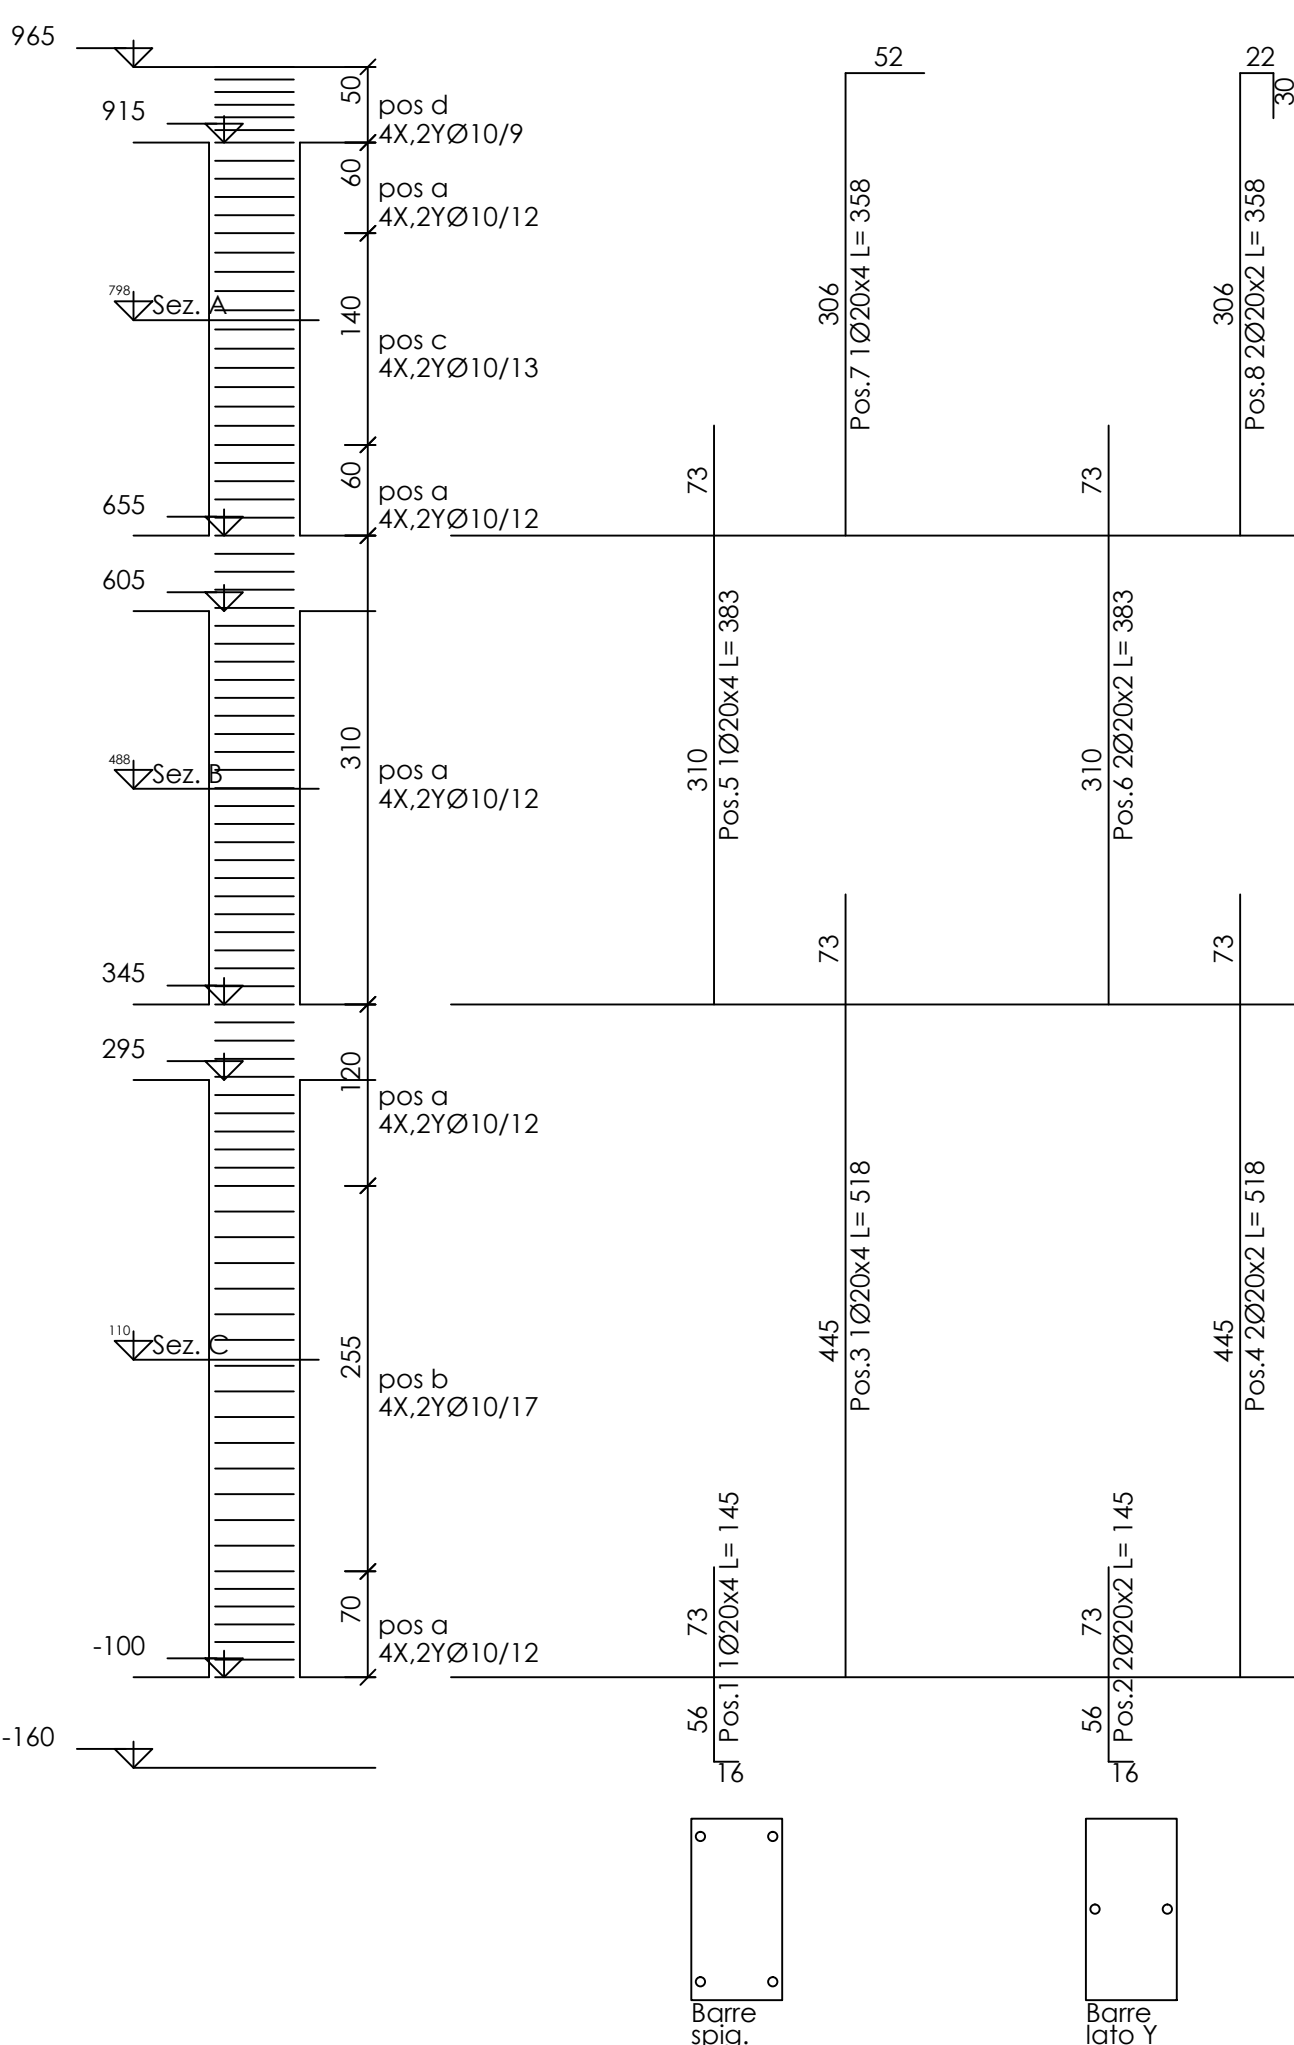 965
50
pos d
4X,2YØ10/9
915
60
pos a
4X,2YØ10/12
798
Sez. A
140
pos c
4X,2YØ10/13
60
pos a
4X,2YØ10/12
655
605
488
Sez. B
310
pos a
4X,2YØ10/12
345
295
120
pos a
4X,2YØ10/12
110
Sez. C
255
pos b
4X,2YØ10/17
70
pos a
4X,2YØ10/12
-100
-160
52
306
Pos.7 1Ø20x4 L= 358
22
30
306
Pos.8 2Ø20x2 L= 358
73
310
Pos.5 1Ø20x4 L= 383
73
310
Pos.6 2Ø20x2 L= 383
73
445
Pos.3 1Ø20x4 L= 518
73
445
Pos.4 2Ø20x2 L= 518
73
56
Pos.1 1Ø20x4 L= 145
16
73
56
Pos.2 2Ø20x2 L= 145
16
Barre
spig.
Barre
lato Y